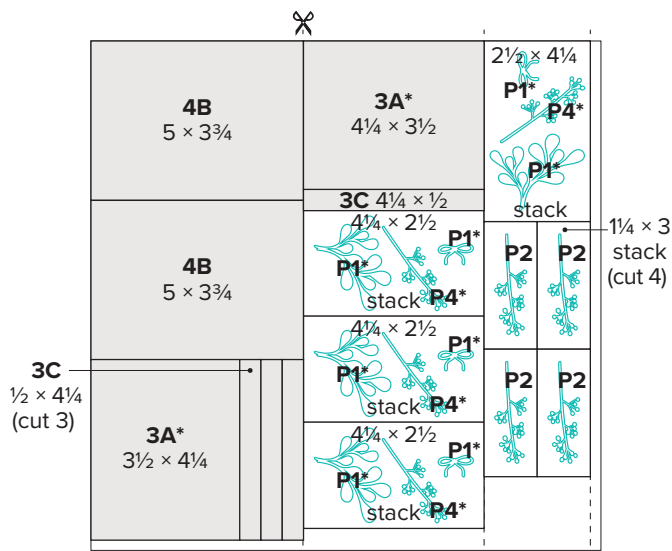 4B
5 × 3¾
3A*
4¼ × 3½
2½ × 4¼
P1*
P4*
P1*
stack
3C 4¼ × ½
4¼ × 2½
P1*
P1*
stack P4*
4B
5 × 3¾
1¼ × 3
stack
(cut 4)
P2 P2
4¼ × 2½
P1*
P1*
stack P4*
3C
½ × 4¼
(cut 3)
3A*
3½ × 4¼
P2 P2
4¼ × 2½
P1*
P1*
stack P4*